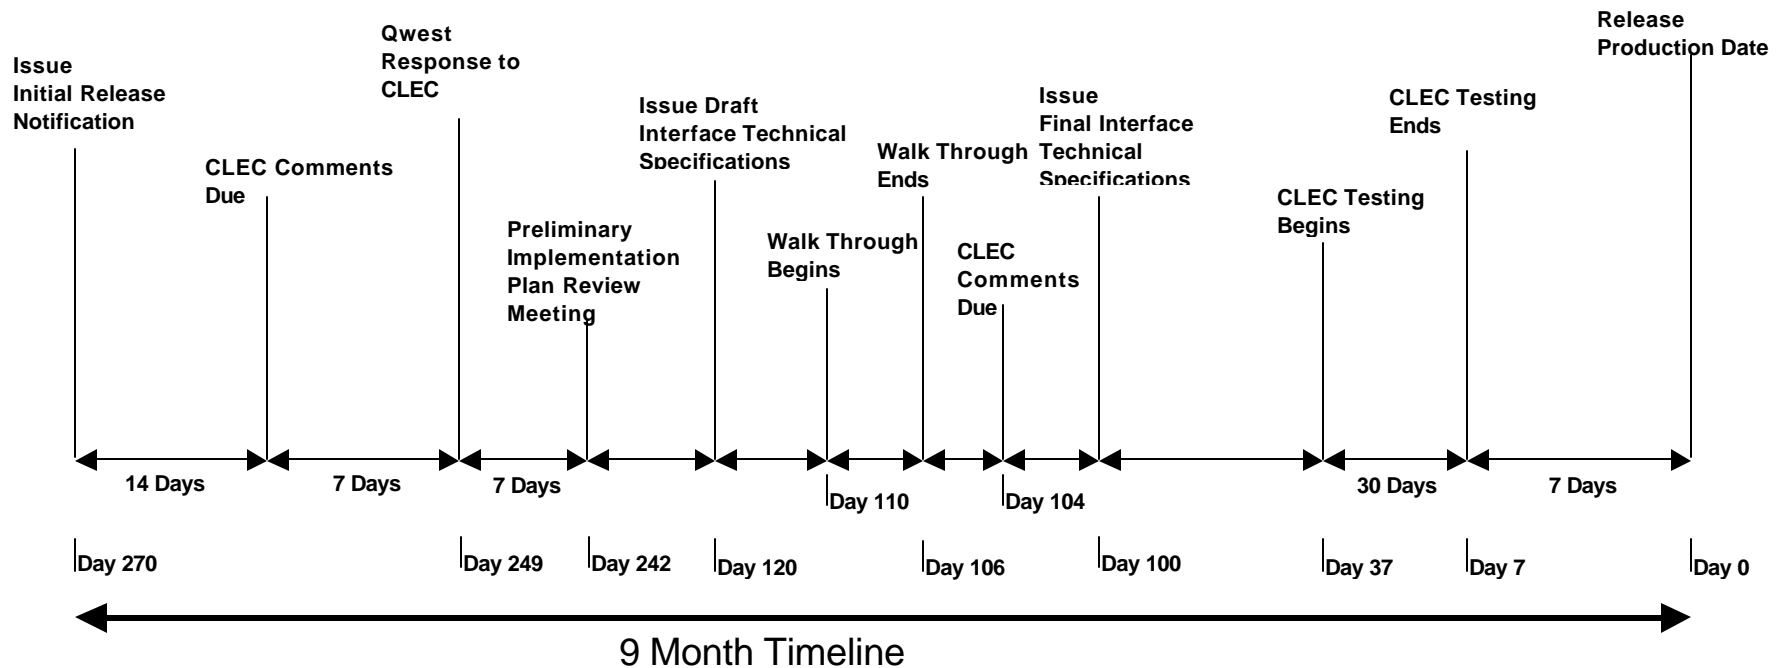 Issue
Initial Release
Notification
CLEC Comments
Due
Qwest
Response to
CLEC
Preliminary
Implementation
Plan Review
Meeting
Issue Draft
Interface Technical
Specifications
Walk Through
Begins
Walk Through
Ends
CLEC
Comments
Due
Issue
Final Interface
Technical
Specifications
CLEC Testing
Begins
CLEC Testing
Ends
Release
Production Date
14 Days
7 Days
7 Days
30 Days
7 Days
Day 110
Day 104
Day 270
Day 249
Day 242
Day 120
Day 106
Day 100
Day 37
Day 7
Day 0
9 Month Timeline